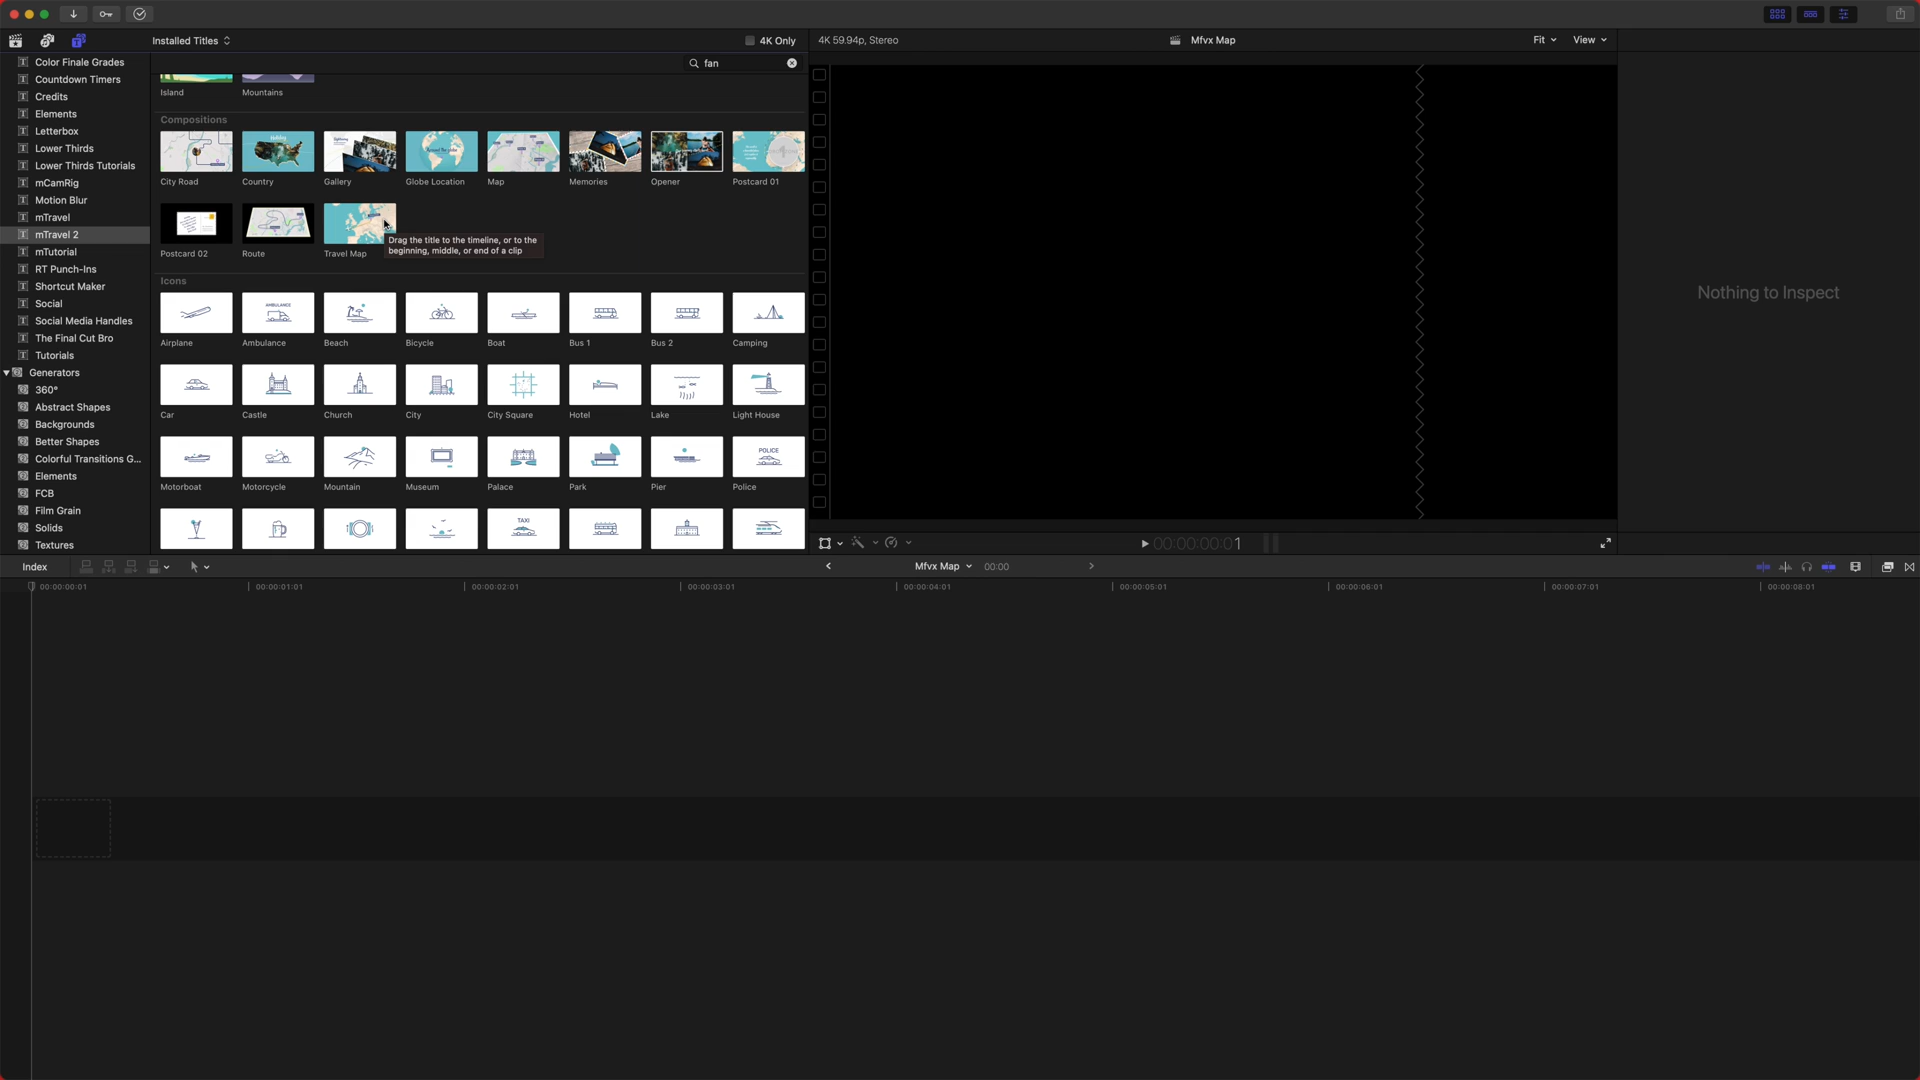 Installed Titles
4K Only
4K 59.94p, Stereo
Mfvx Map
Fit
View
fan
Color Finale Grades
Countdown Timers
Credits
Elements
Letterbox
Lower Thirds
Lower Thirds Tutorials
mCamRig
Motion Blur
mTravel
mTravel 2
mTutorial
RT Punch-Ins
Shortcut Maker
Social
Social Media Handles
The Final Cut Bro
Tutorials
Generators
360°
Abstract Shapes
Backgrounds
Better Shapes
Colorful Transitions G...
Elements
FCB
Film Grain
Solids
Textures
Island
Mountains
Compositions
City Road
Country
Gallery
Globe Location
Map
Memories
Opener
Postcard 01
Postcard 02
Route
Travel Map
Drag the title to the timeline, or to the
beginning, middle, or end of a clip
Icons
AMBULANCE
Airplane
Ambulance
Beach
Bicycle
Boat
Bus 1
Bus 2
Camping
Car
Castle
Church
City
City Square
Hotel
Lake
Light House
POLICE
Motorboat
Motorcycle
Mountain
Museum
Palace
Park
Pier
Police
TAXI
Nothing to Inspect
00:00:00:01
Index
Mfvx Map
00:00
00:00:00:01
00:00:01:01
00:00:02:01
00:00:03:01
00:00:04:01
00:00:05:01
00:00:06:01
00:00:07:01
00:00:08:01